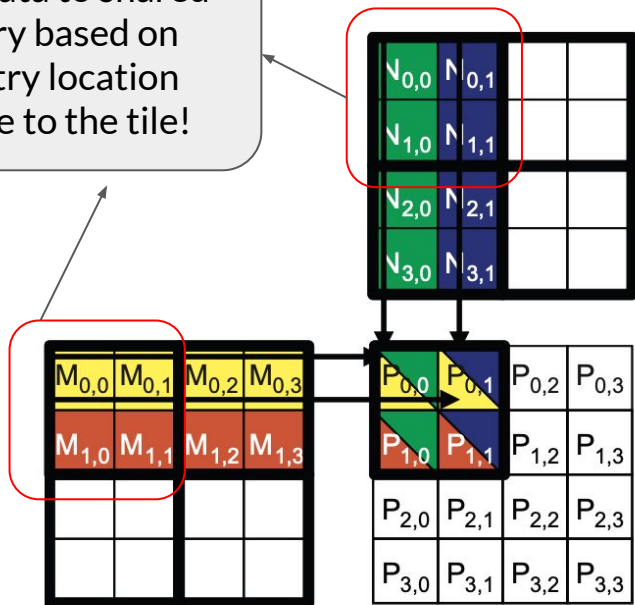 ry based on
try location
e to the tile!
N0,0 N0,1
N1,0 N1,1
N2,0 N2,1
N3,0 N3,1
M0,0 M0,1 M0,2 M0,3
M1,0 M1,1 M1,2 M1,3
P0,0 P0,1 P0,2 P0,3
P1,0 P1,1 P1,2 P1,3
P2,0 P2,1 P2,2 P2,3
P3,0 P3,1 P3,2 P3,3